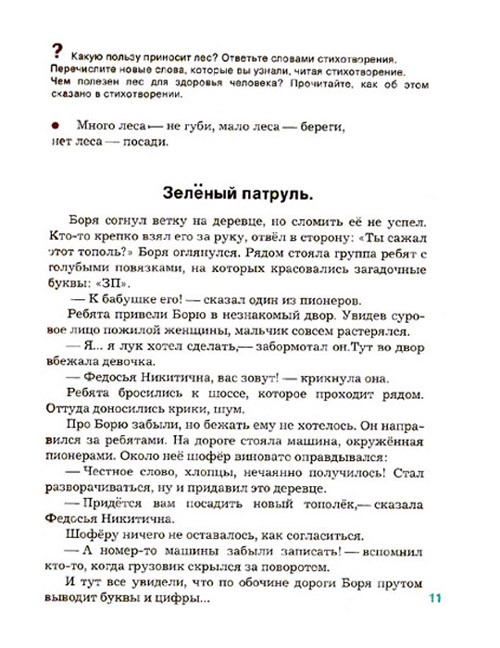 ? Какую пользу приносит лес? Ответьте словами стихотворения.
Перечислите новые слова, которые вы узнали, читая стихотворение.
Чем полезен лес для здоровья человека? Прочитайте, как об этом
сказано в стихотворении.
● Много леса — не губи, мало леса — береги,
нет леса — посади.
Зелёный патруль.
Боря согнул ветку на деревце, но сломить её не успел.
Кто-то крепко взял его за руку, отвёл в сторону: «Ты сажал
этот тополь?» Боря оглянулся. Рядом стояла группа ребят с
голубыми повязками, на которых красовались загадочные
буквы: «ЗП».
— К бабушке его! — сказал один из пионеров.
Ребята привели Борю в незнакомый двор. Увидев суро-
вое лицо пожилой женщины, мальчик совсем растерялся.
— Я... я лук хотел сделать,— забормотал он.Тут во двор
вбежала девочка.
— Федосья Никитична, вас зовут! — крикнула она.
Ребята бросились к шоссе, которое проходит рядом.
Оттуда доносились крики, шум.
Про Борю забыли, но бежать ему не хотелось. Он напра-
вился за ребятами. На дороге стояла машина, окружённая
пионерами. Около неё шофёр виновато оправдывался:
— Честное слово, хлопцы, нечаянно получилось! Стал
разворачиваться, ну и придавил это деревце.
— Придётся вам посадить новый тополёк,— сказала
Федосья Никитична.
Шофёру ничего не оставалось, как согласиться.
— А номер-то машины забыли записать! — вспомнил
кто-то, когда грузовик скрылся за поворотом.
И тут все увидели, что по обочине дороги Боря прутом
выводит буквы и цифры...
11